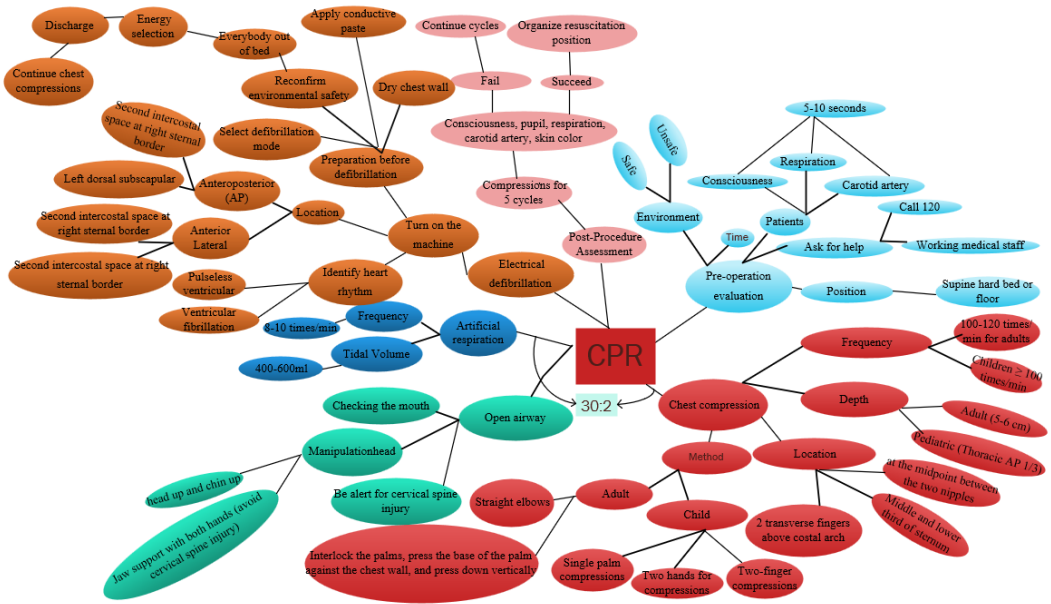 Discharge
Energy
selection
Everybody out
of bed
Continue chest
compressions
Reconfirm
environmental safety
Apply conductive
paste
Dry chest wall
Select defibrillation
mode
Preparation before
defibrillation
Second intercostal
space at right sternal
border
Left dorsal subscapular
Anteroposterior
(AP)
Second intercostal space at
right sternal border
Anterior
Lateral
Second intercostal space at right
sternal border
Location
Turn on the
machine
Identify heart
rhythm
Pulseless
ventricular
Ventricular
fibrillation
Electrical
defibrillation
Continue cycles
Organize resuscitation
position
Fail
Succeed
Consciousness, pupil, respiration,
carotid artery, skin color
Compressions for
5 cycles
Post-Procedure
Assessment
5-10 seconds
Unsafe
Safe
Respiration
Consciousness
Carotid artery
Environment
Patients
Call 120
Time
Ask for help
Working medical staff
Pre-operation
evaluation
Position
Supine hard bed or
floor
CPR
30:2
Frequency
8-10 times/min
Artificial
respiration
Tidal Volume
400-600ml
Checking the mouth
Open airway
Manipulationhead
head up and chin up
Jaw support with both hands (avoid
cervical spine injury)
Be alert for cervical spine
injury
Chest compression
Frequency
100-120 times/
min for adults
Children ≥ 100
times/min
Depth
Adult (5-6 cm)
Pediatric (Thoracic AP 1/3)
Location
at the midpoint between
the two nipples
Middle and lower
third of sternum
2 transverse fingers
above costal arch
Method
Adult
Straight elbows
Interlock the palms, press the base of the palm
against the chest wall, and press down vertically
Child
Single palm
compressions
Two hands for
compressions
Two-finger
compressions